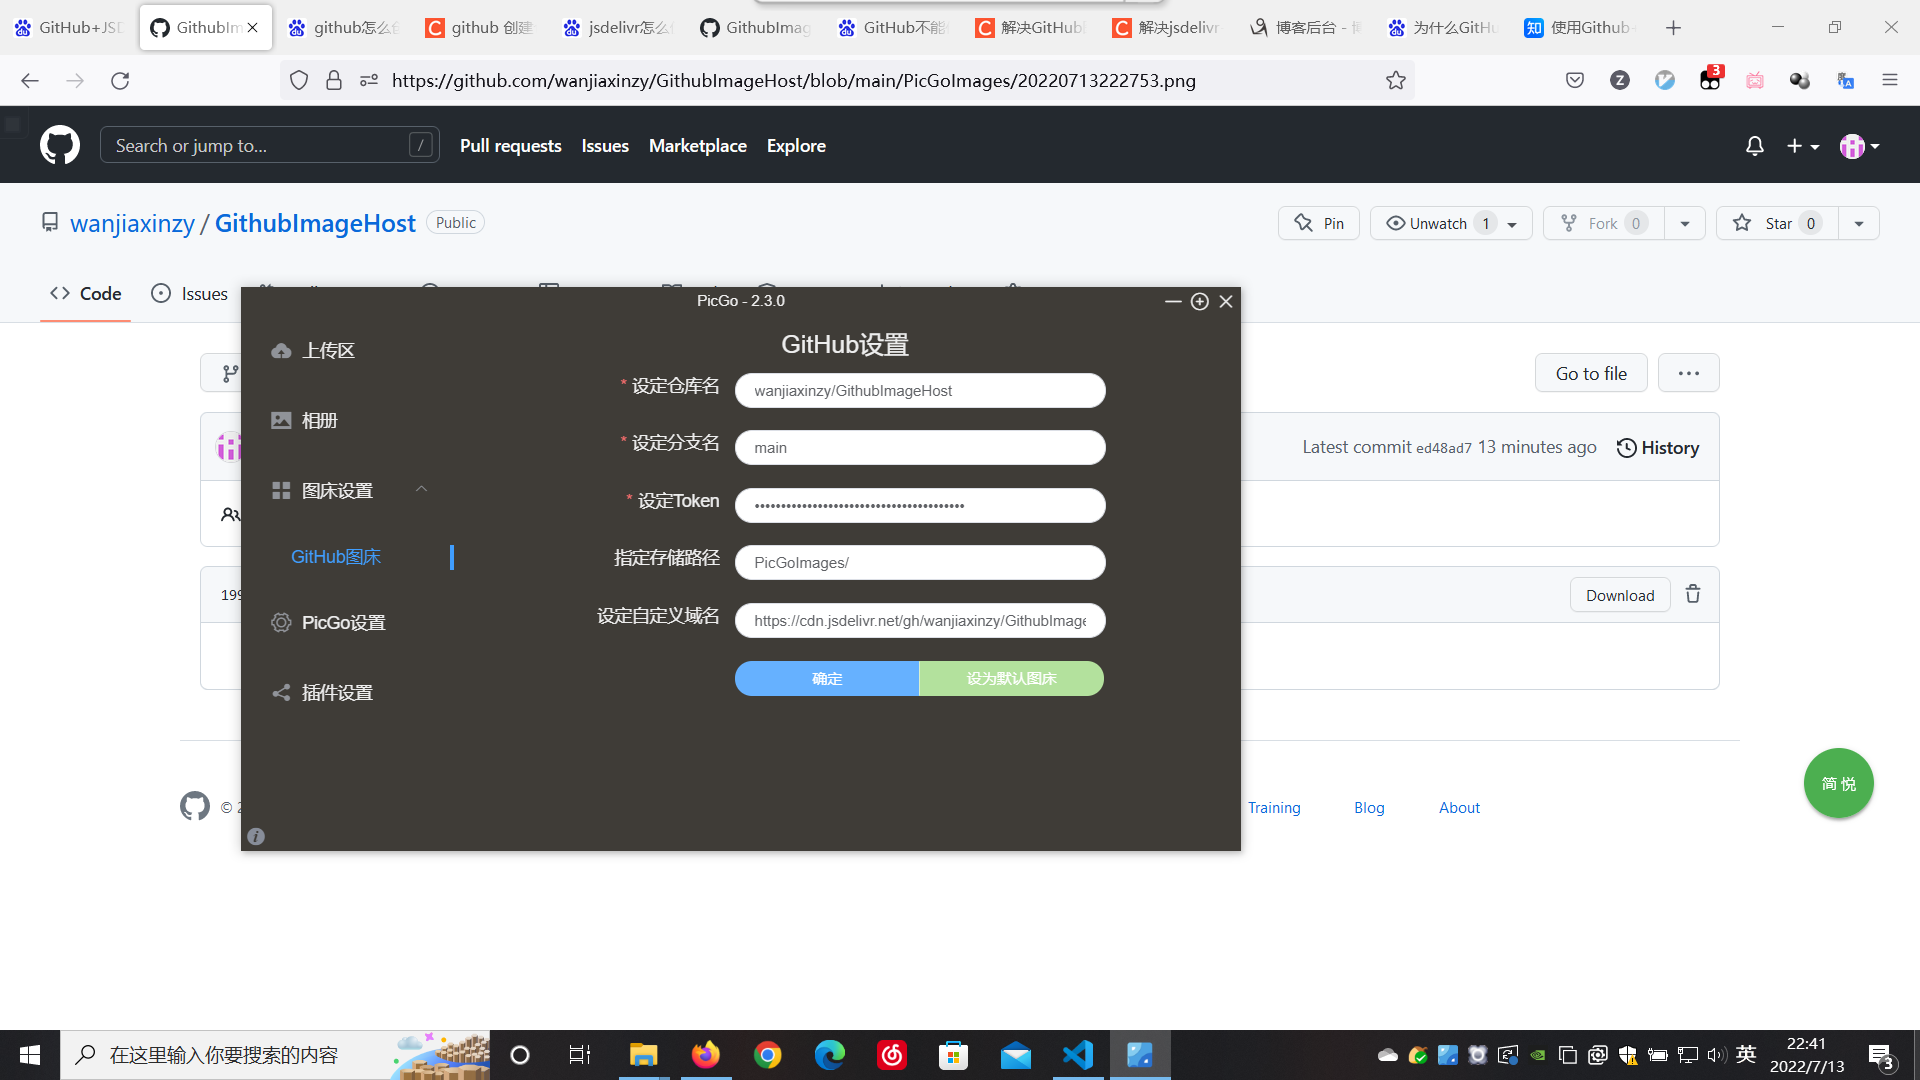 GitHub+JSD
GithubIm
github怎么
github 创建
jsdelivr怎么
GithubImag
GitHub不能
解决GitHub
解决jsdelivr
博客后台 - 博
为什么GitHu
知 使用Github
https://github.com/wanjiaxinzy/GithubImageHost/blob/main/PicGoImages/20220713222753.png
Z
3
Search or jump to...
/
Pull requests
Issues
Marketplace
Explore
wanjiaxinzy / GithubImageHost
Public
Pin
Unwatch 1
Fork 0
Star 0
Code
Issues
PicGo - 2.3.0
上传区
相册
图床设置
GitHub图床
PicGo设置
插件设置
GitHub设置
* 设定仓库名
wanjiaxinzy/GithubImageHost
* 设定分支名
main
* 设定Token
指定存储路径
PicGoImages/
设定自定义域名
https://cdn.jsdelivr.net/gh/wanjiaxinzy/GithubImage
确定
设为默认图床
Go to file
Latest commit ed48ad7 13 minutes ago
History
199
Download
简悦
© 2
Training
Blog
About
在这里输入你要搜索的内容
英
22:41
2022/7/13
3